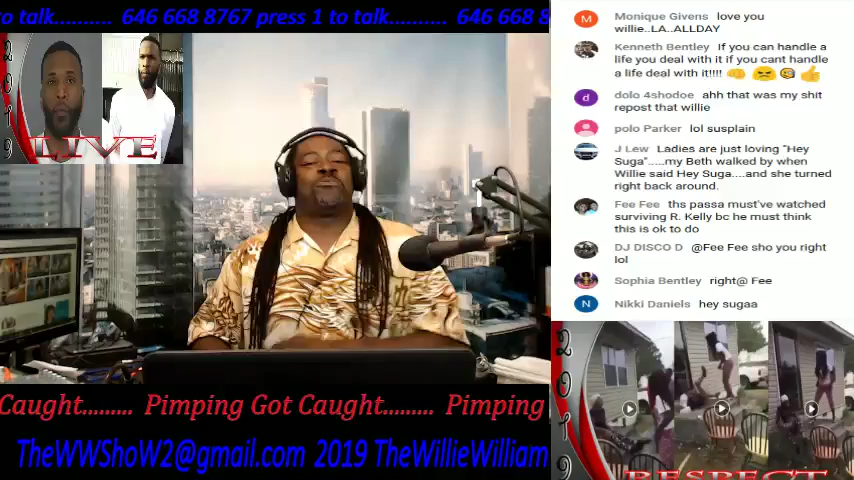 to talk.......... 646 668 8767 press 1 to talk.......... 646 668 8
2019
LIVE
Caught......... Pimping Got Caught......... Pimping
TheWWShoW2@gmail.com 2019 TheWillieWilliam
Monique Givens love you
willie..LA..ALLDAY
Kenneth Bentley If you can handle a
life you deal with it if you cant handle
a life deal with it!!!! 👊😠👍
dolo 4shodoe ahh that was my shit
repost that willie
polo Parker lol susplain
J Lew Ladies are just loving "Hey
Suga".....my Beth walked by when
Willie said Hey Suga....and she turned
right back around.
Fee Fee ths passa must've watched
surviving R. Kelly bc he must think
this is ok to do
DJ DISCO D @Fee Fee sho you right
lol
Sophia Bentley right@ Fee
Nikki Daniels hey sugaa
2019
RESPECT